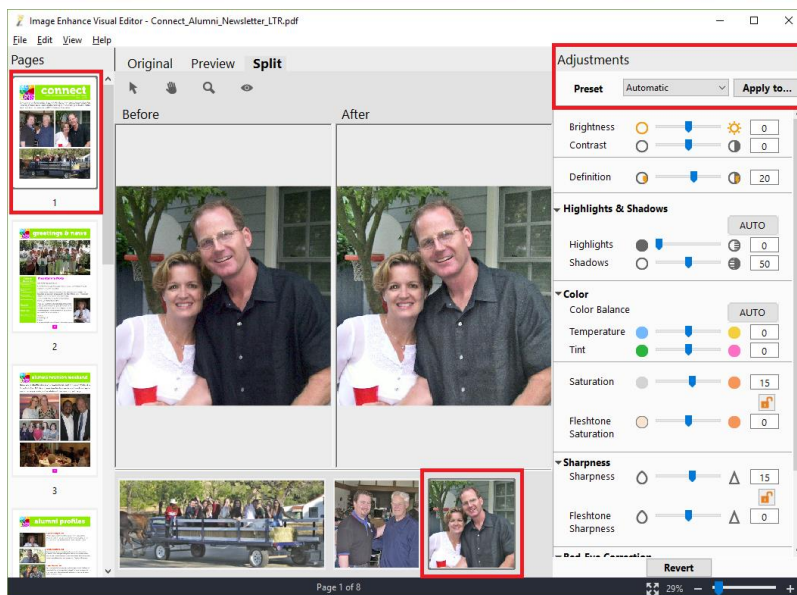 Image Enhance Visual Editor - Connect_Alumni_Newsletter_LTR.pdf
File Edit View Help
Pages
connect
1
greetings & news
2
alumni reunion weekend
3
alumni profiles
Original Preview Split
Before
After
Adjustments
Preset Automatic Apply to...
Brightness 0
Contrast 0
Definition 20
Highlights & Shadows
AUTO
Highlights 0
Shadows 50
Color
Color Balance AUTO
Temperature 0
Tint 0
Saturation 15
Fleshtone Saturation 0
Sharpness
Sharpness 15
Fleshtone Sharpness 0
Red-Eye Correction
Revert
Page 1 of 8
29%